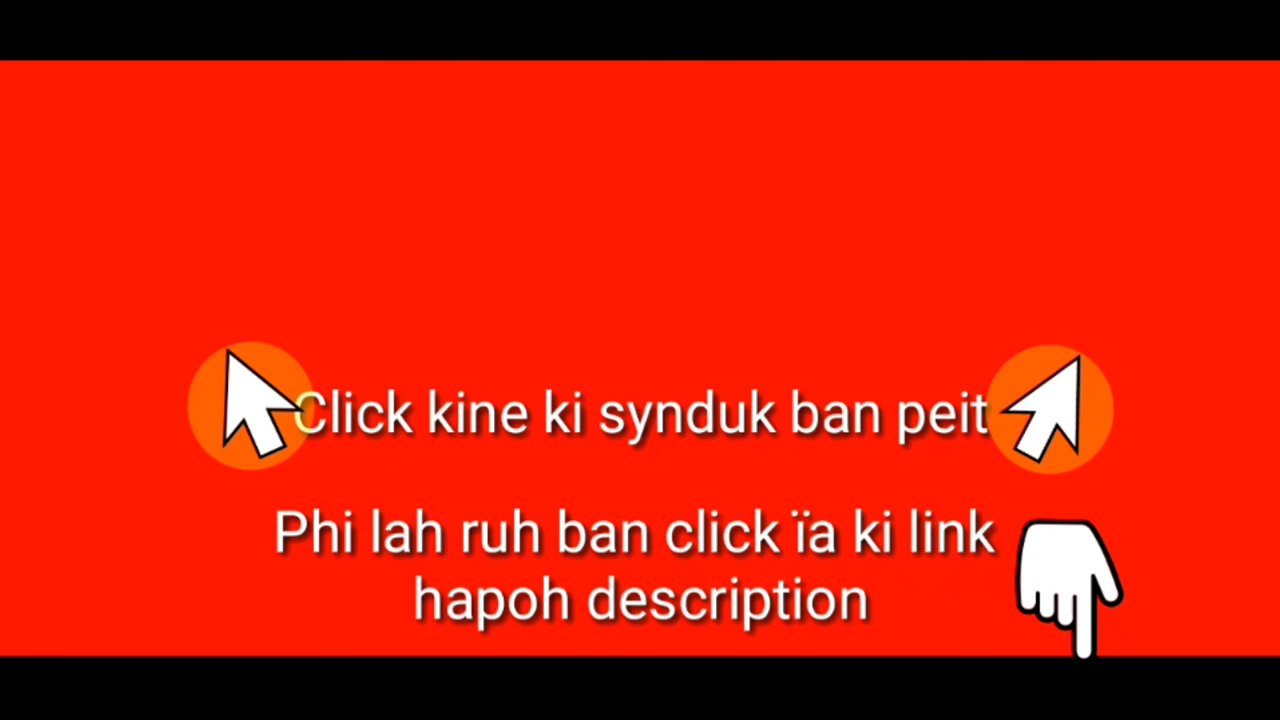 Click kine ki synduk ban peit
Phi lah ruh ban click ïa ki link
hapoh description